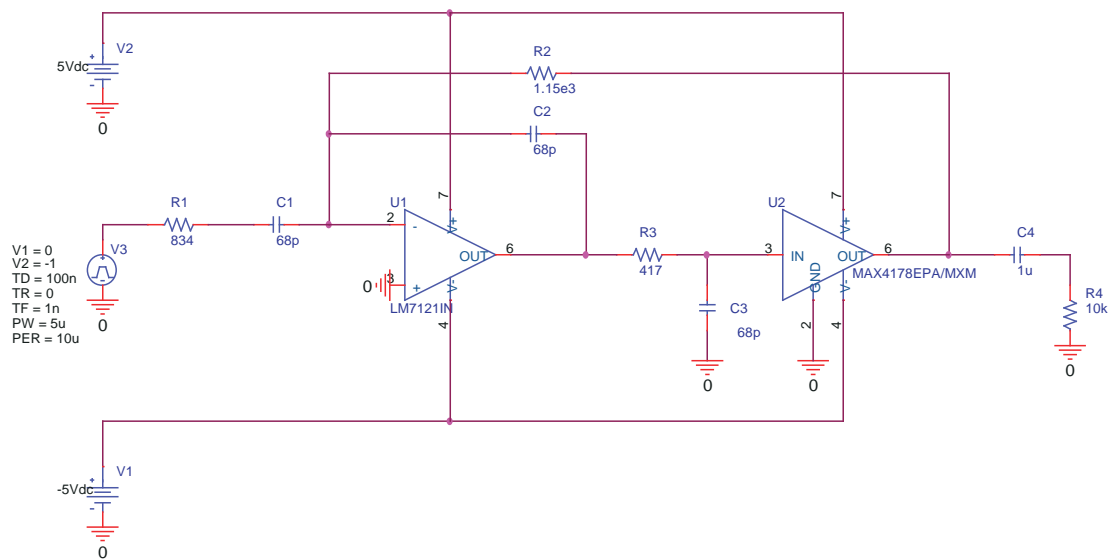 V2
5Vdc
+
-
0
R2
1.15e3
C2
68p
R1
834
C1
68p
U1
2
-
7
V+
OUT
6
0
3
+
V-
LM7121IN
4
R3
417
C3
68p
0
U2
3
IN
7
V+
OUT
6
GND
V-
MAX4178EPA/MXM
2
4
0
C4
1u
R4
10k
0
V1 = 0
V2 = -1
TD = 100n
TR = 0
TF = 1n
PW = 5u
PER = 10u
V3
+
-
0
V1
-5Vdc
+
-
0